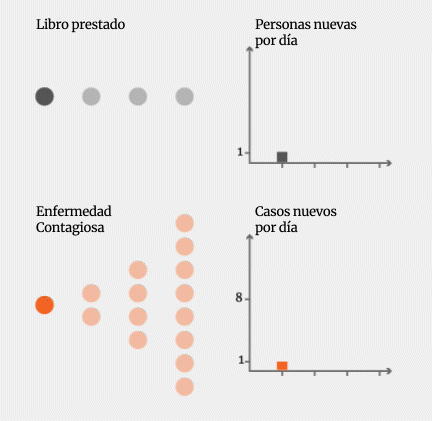 Libro prestado
Personas nuevas
por día
1
Enfermedad
Contagiosa
Casos nuevos
por día
8
1